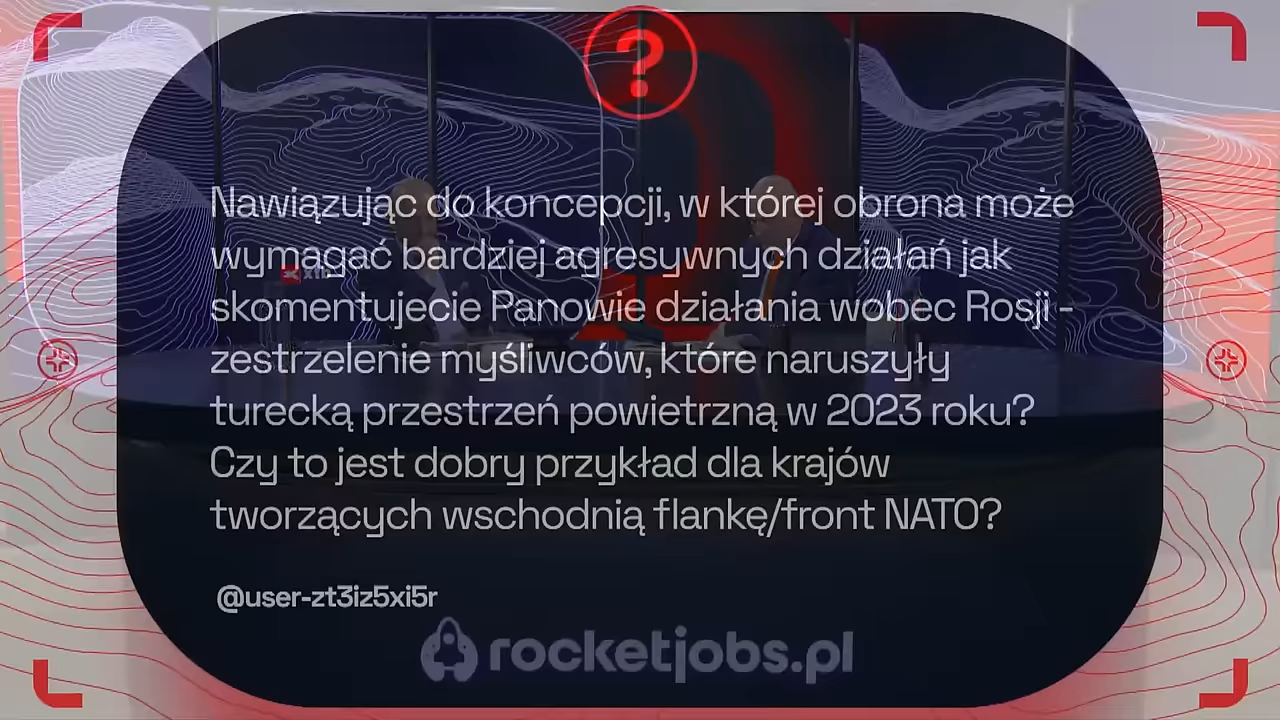 ?
Nawiązując do koncepcji, w której obrona może
wymagać bardziej agresywnych działań jak
skomentujecie Panowie działania wobec Rosji -
zestrzelenie myśliwców, które naruszyły
turecką przestrzeń powietrzną w 2023 roku?
Czy to jest dobry przykład dla krajów
tworzących wschodnią flankę/front NATO?
@user-zt3iz5xi5r
rocketjobs.pl